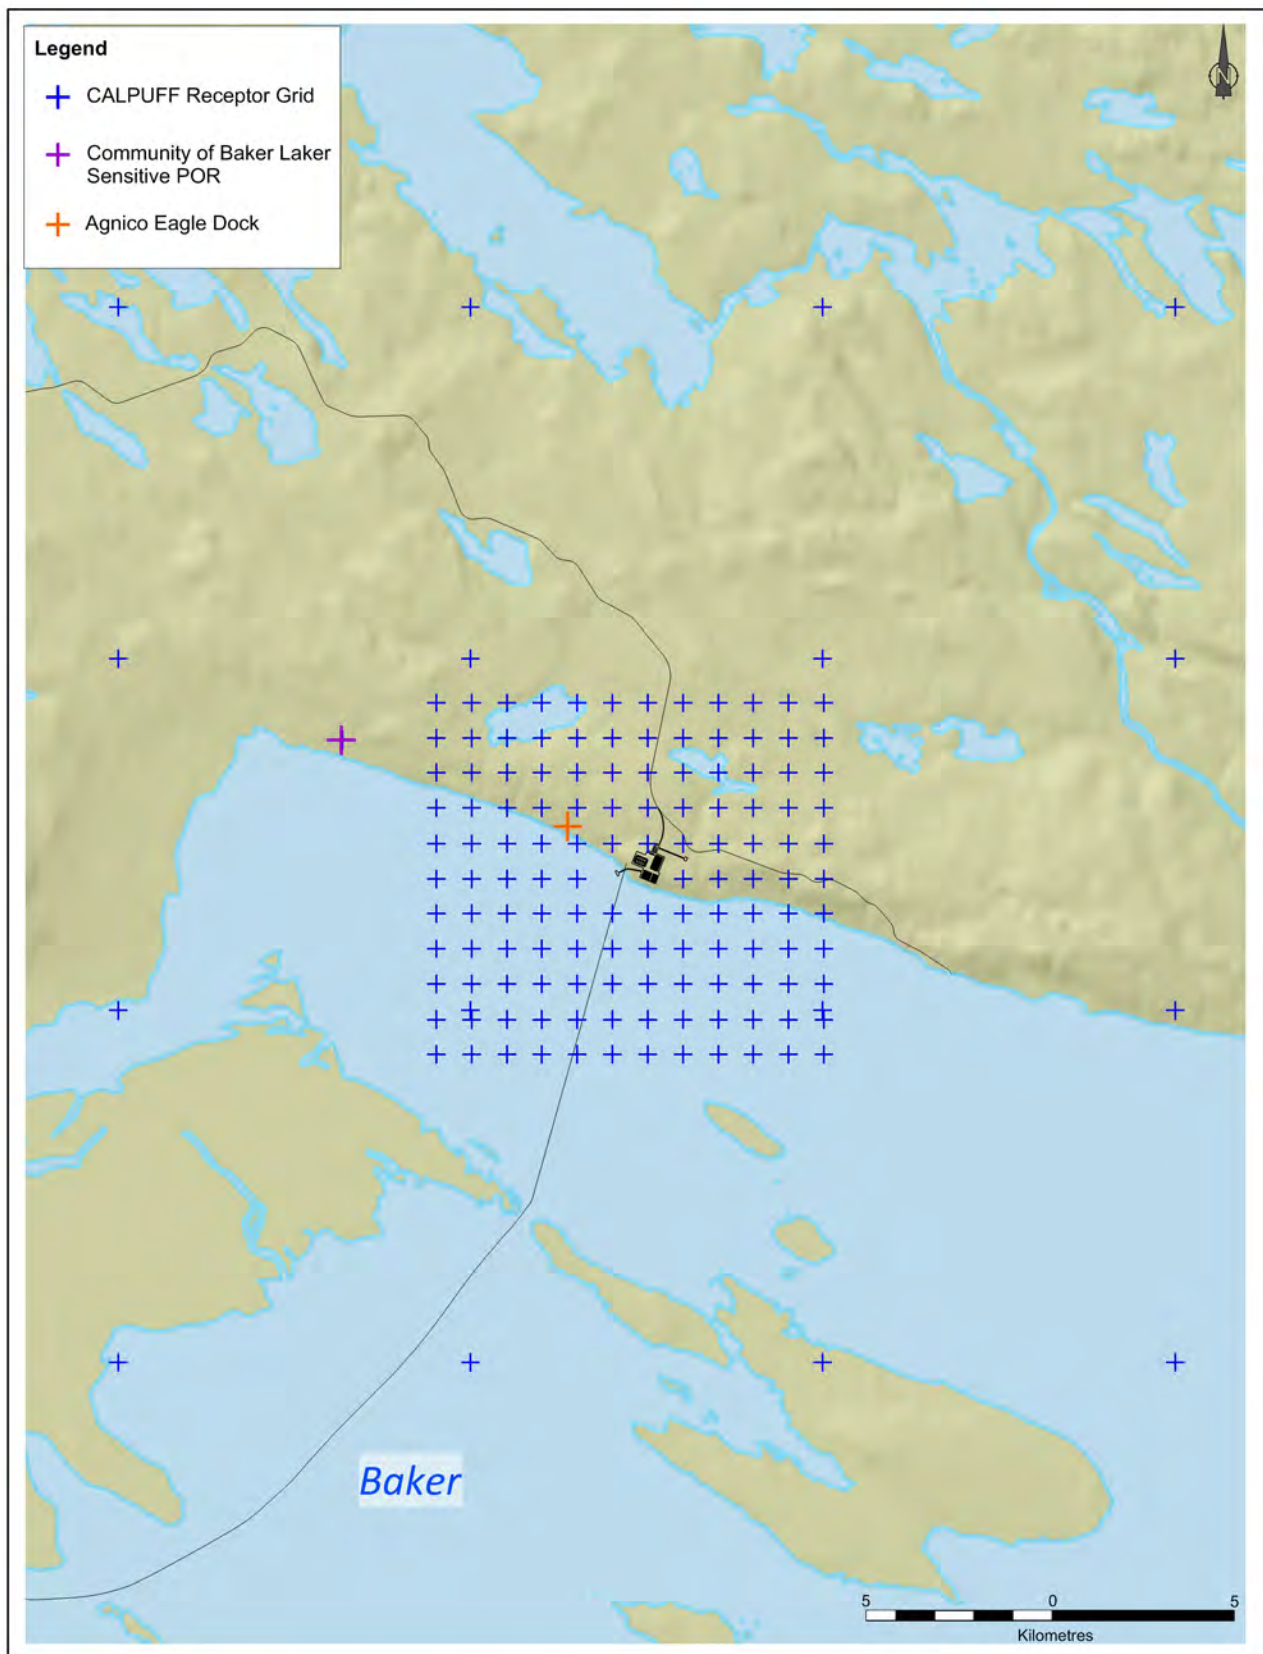 Legend
CALPUFF Receptor Grid
Community of Baker Laker
Sensitive POR
Agnico Eagle Dock
N
Baker
5 0 5
Kilometres